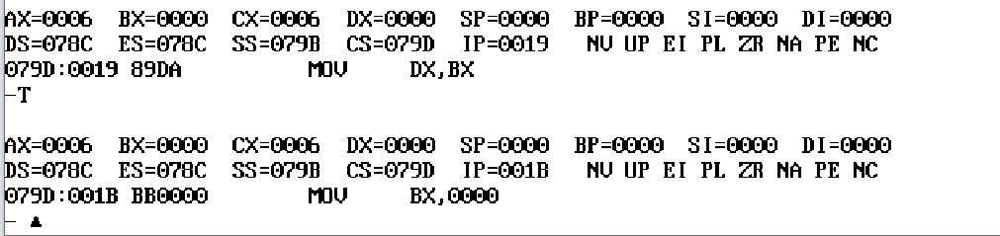 AX=0006  BX=0000  CX=0006  DX=0000  SP=0000  BP=0000  SI=0000  DI=0000
DS=078C  ES=078C  SS=079B  CS=079D  IP=0019   NV UP EI PL ZR NA PE NC
079D:0019 89DA          MOV     DX,BX
-T
AX=0006  BX=0000  CX=0006  DX=0000  SP=0000  BP=0000  SI=0000  DI=0000
DS=078C  ES=078C  SS=079B  CS=079D  IP=001B   NV UP EI PL ZR NA PE NC
079D:001B BB0000        MOV     BX,0000
-